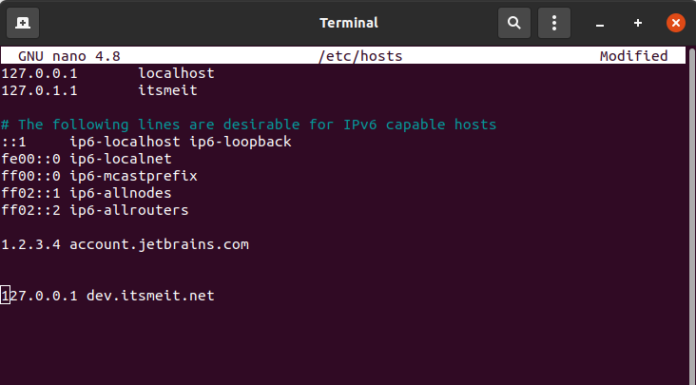 Terminal
GNU nano 4.8 /etc/hosts Modified
127.0.0.1 localhost
127.0.1.1 itsmeit
# The following lines are desirable for IPv6 capable hosts
::1 ip6-localhost ip6-loopback
fe00::0 ip6-localnet
ff00::0 ip6-mcastprefix
ff02::1 ip6-allnodes
ff02::2 ip6-allrouters
1.2.3.4 account.jetbrains.com
127.0.0.1 dev.itsmeit.net